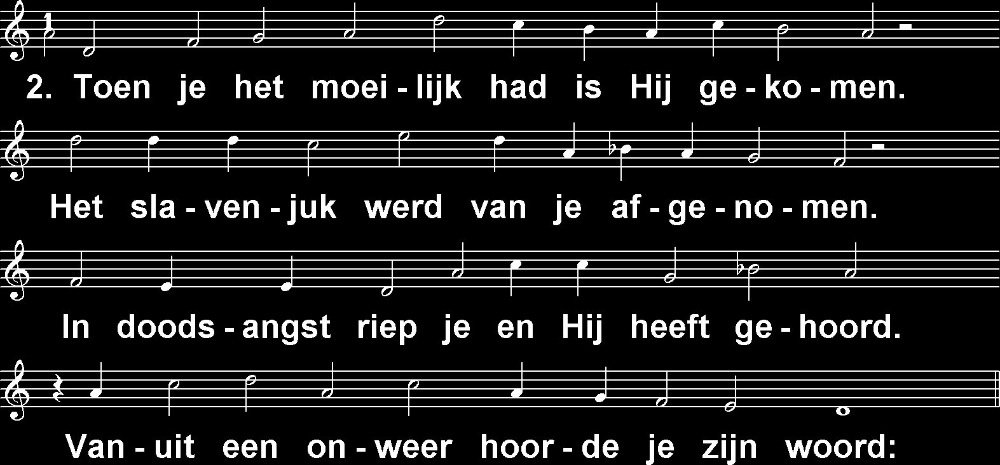 1
2. Toen je het moei - lijk had is Hij ge - ko - men.
Het sla - ven - juk werd van je af - ge - no - men.
In doods - angst riep je en Hij heeft ge - hoord.
Van - uit een on - weer hoor - de je zijn woord: